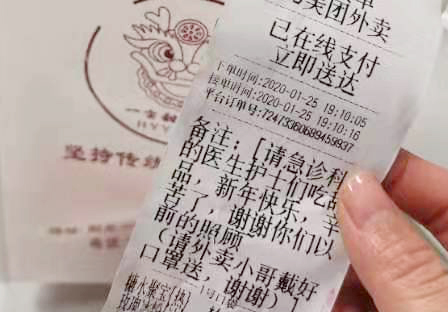 美团外卖
已在线支付
立即送达
下单时间:2020-01-25 19:10:05
接单时间:2020-01-25 19:10:16
平台订单号:
备注：[请急诊科
的医生护士们吃甜
品，新年快乐，辛
苦了，谢谢你们以
前的照顾
(请外卖小哥戴好
口罩送，谢谢)]
糖水聚宝
坚持传